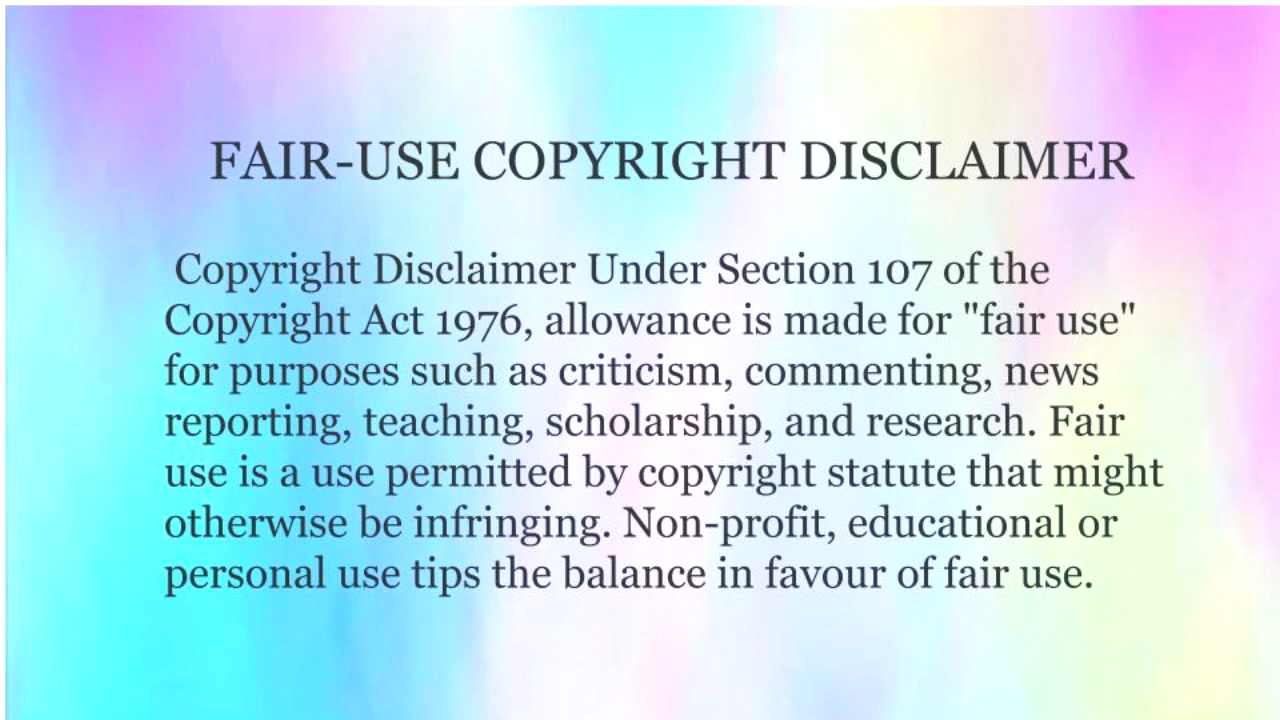 FAIR-USE COPYRIGHT DISCLAIMER
Copyright Disclaimer Under Section 107 of the
Copyright Act 1976, allowance is made for "fair use"
for purposes such as criticism, commenting, news
reporting, teaching, scholarship, and research. Fair
use is a use permitted by copyright statute that might
otherwise be infringing. Non-profit, educational or
personal use tips the balance in favour of fair use.